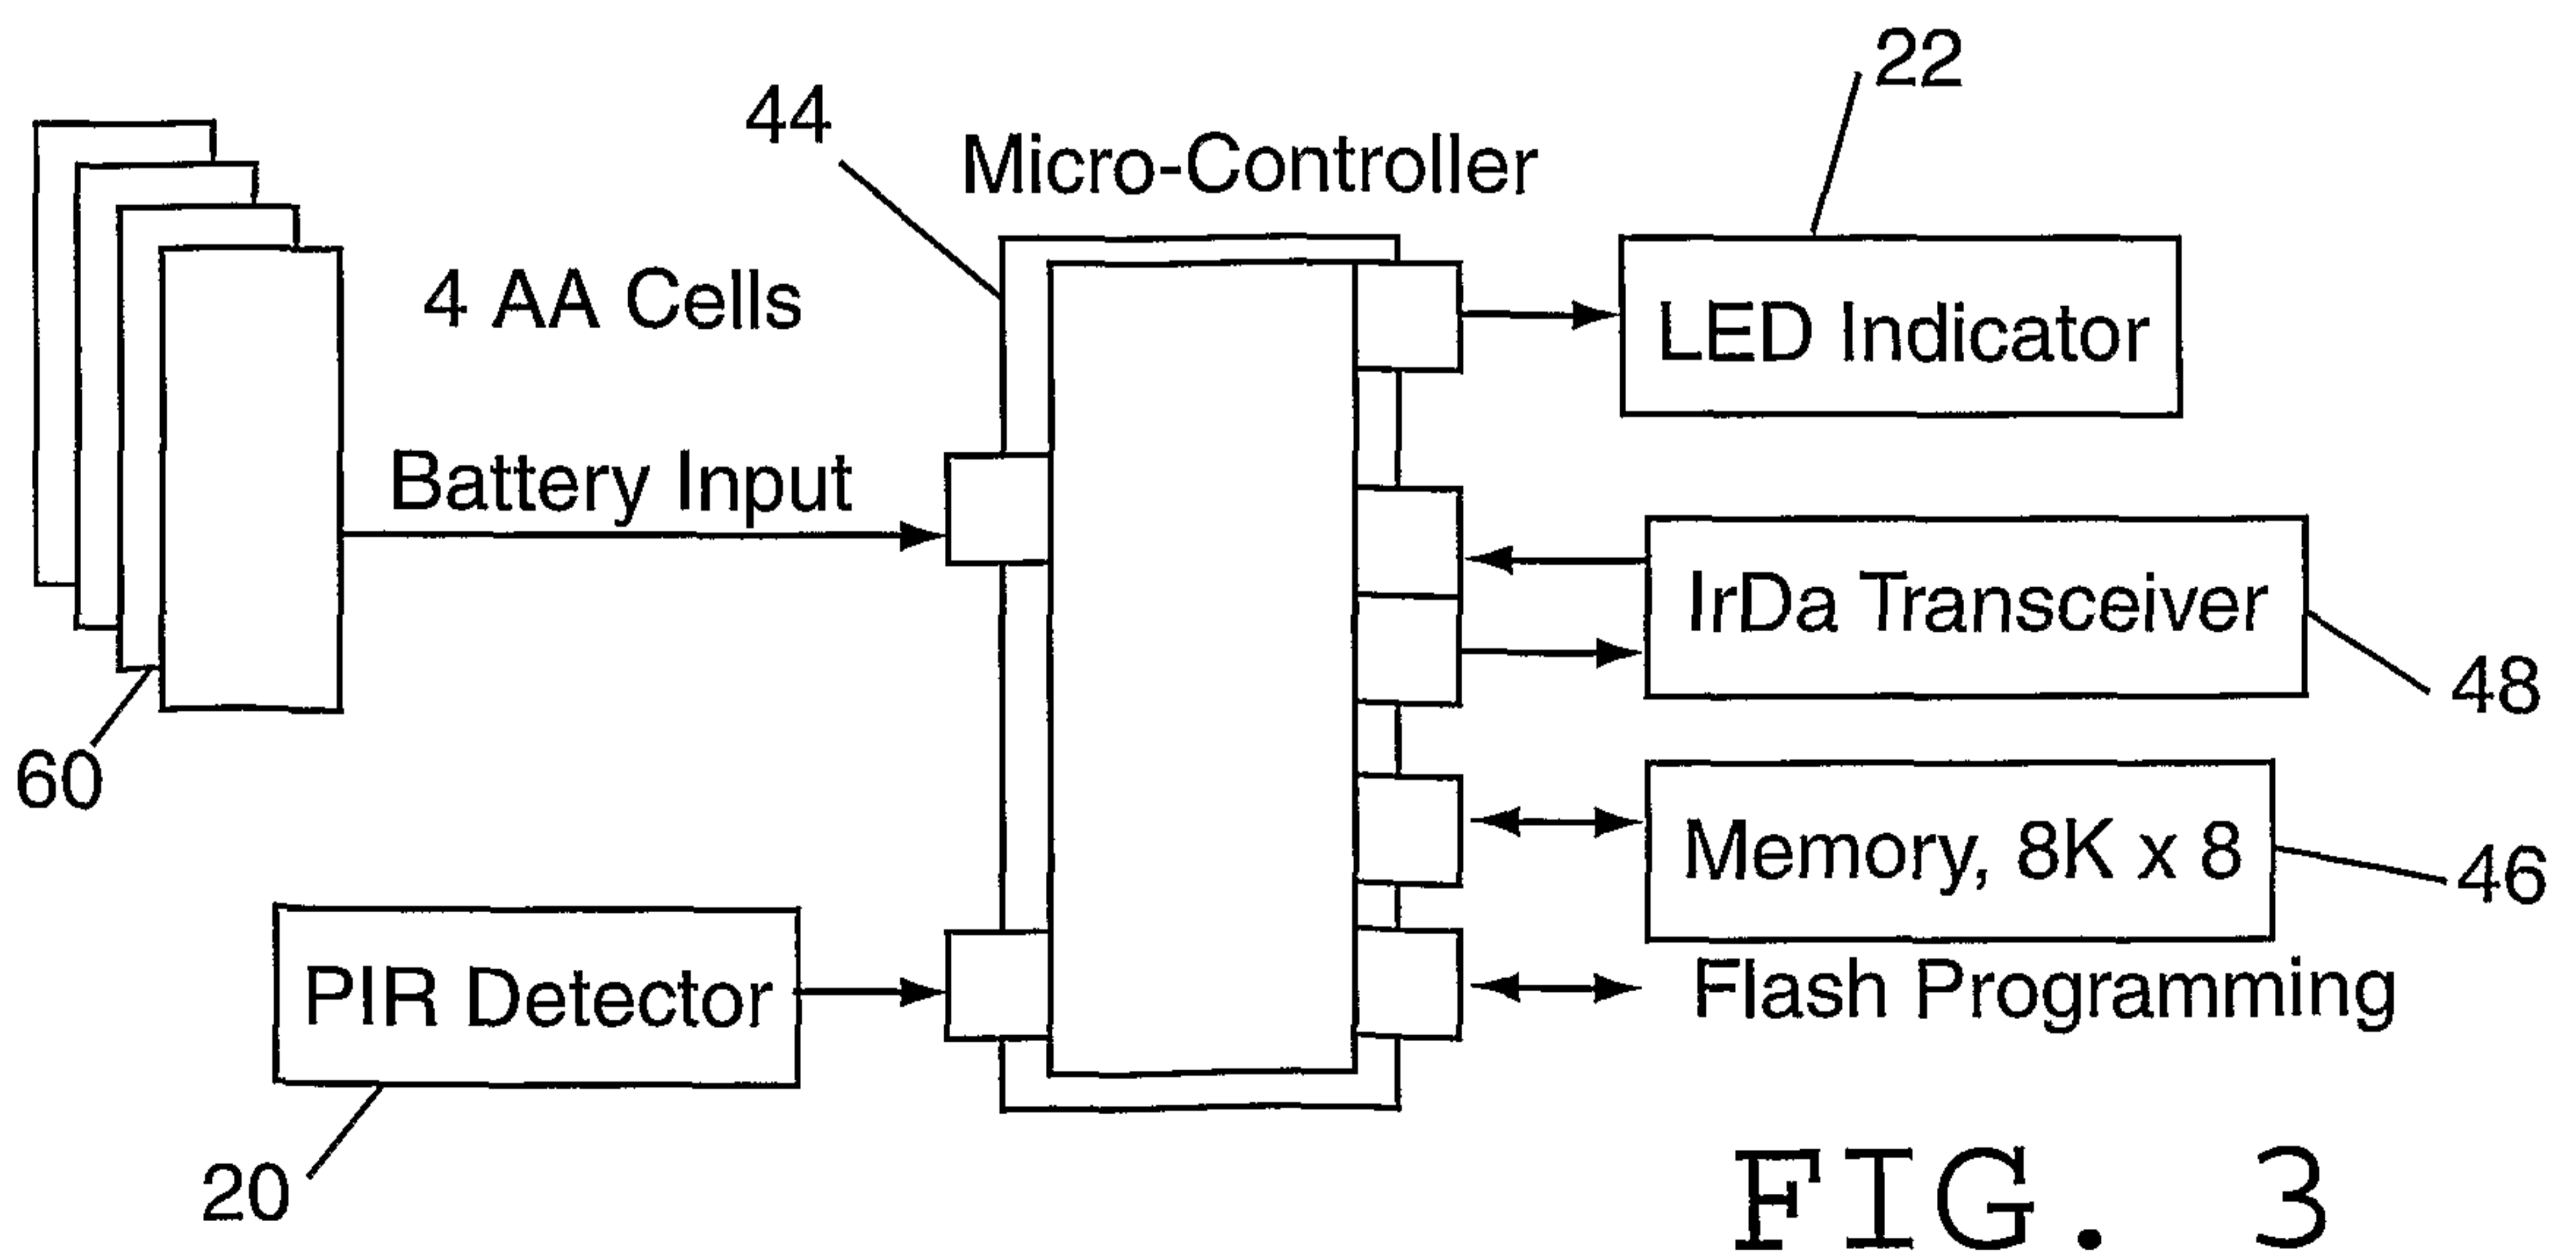 22
44
Micro-Controller
4 AA Cells
LED Indicator
Battery Input
IrDa Transceiver
48
60
Memory, 8K x 8
46
PIR Detector
Flash Programming
20
FIG. 3